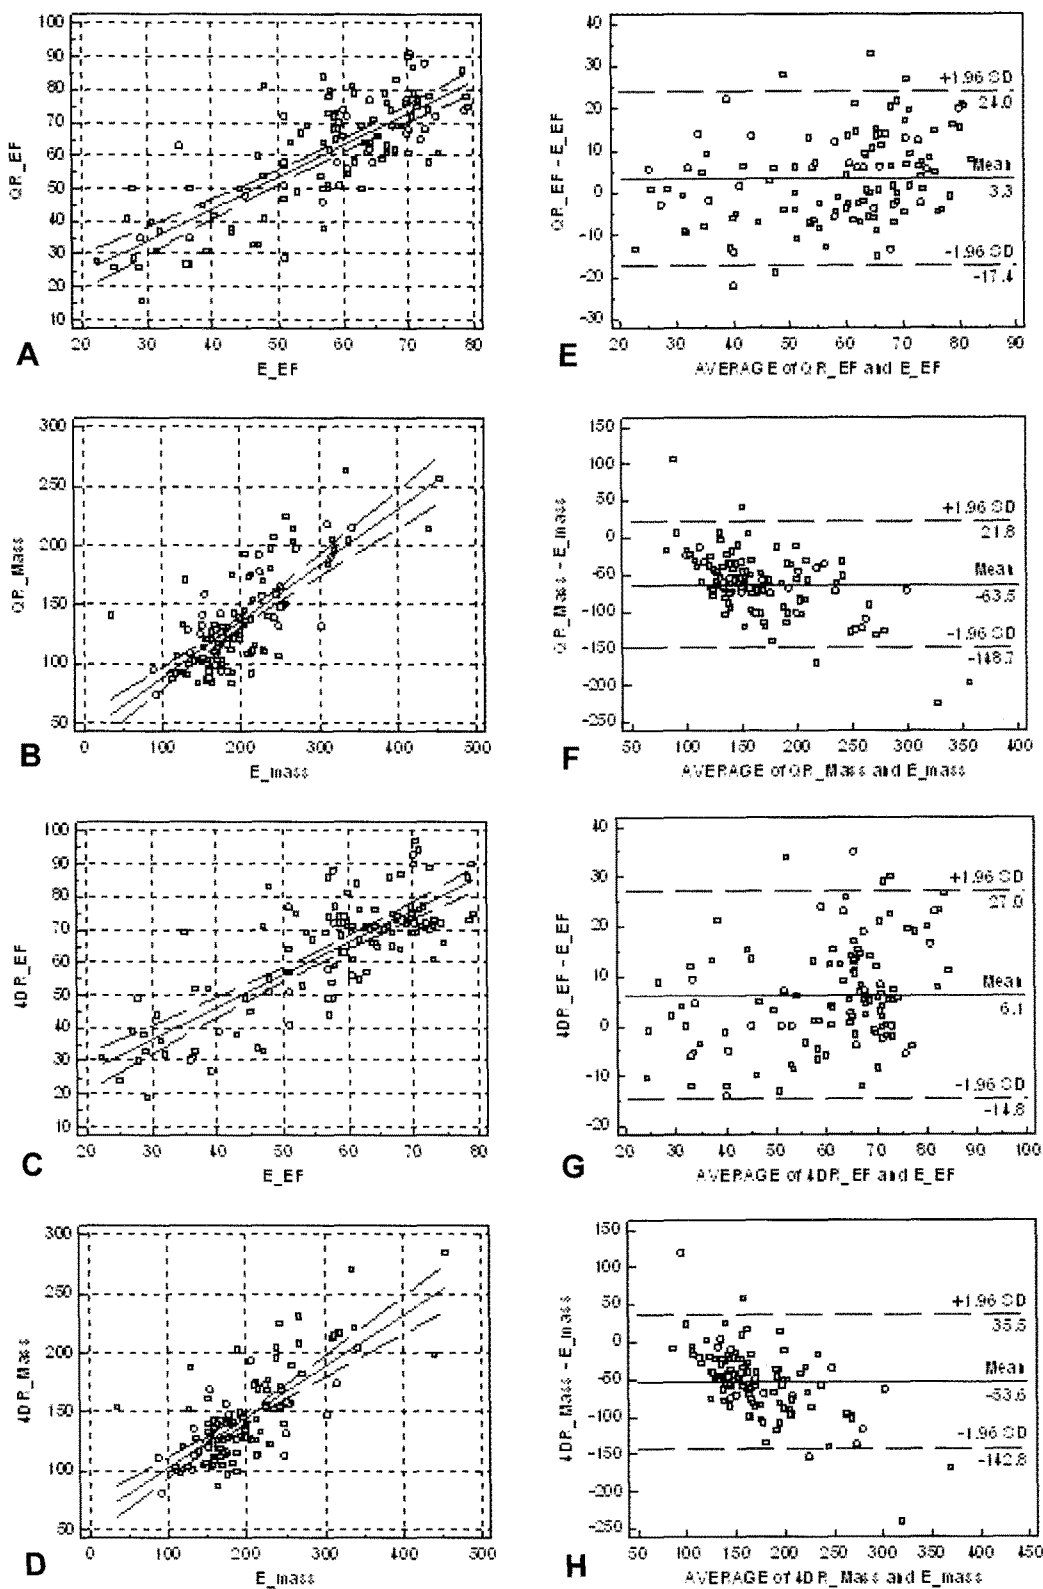 100
90
80
70
60
50
40
30
20
10
QR_EF
20 30 40 50 60 70 80
E_EF
A
40
30
20
10
0
-10
-20
-30
QR_EF - E_EF
+1.96 SD
24.0
Mean
3.3
-1.96 SD
-17.4
20 30 40 50 60 70 80 90
AVERAGE of QR_EF and E_EF
E
300
250
200
150
100
50
QR_Mass
0 100 200 300 400 500
E_mass
B
150
100
50
0
-50
-100
-150
-200
-250
QR_Mass - E_mass
+1.96 SD
21.8
Mean
-63.5
-1.96 SD
-148.7
50 100 150 200 250 300 350 400
AVERAGE of QR_Mass and E_mass
F
100
90
80
70
60
50
40
30
20
10
4DR_EF
20 30 40 50 60 70 80
E_EF
C
40
30
20
10
0
-10
-20
4DR_EF - E_EF
+1.96 SD
27.0
Mean
6.1
-1.96 SD
-14.8
20 30 40 50 60 70 80 90 100
AVERAGE of 4DR_EF and E_EF
G
300
250
200
150
100
50
4DR_Mass
0 100 200 300 400 500
E_mass
D
150
100
50
0
-50
-100
-150
-200
-250
4DR_Mass - E_mass
+1.96 SD
35.5
Mean
-53.6
-1.96 SD
-142.8
50 100 150 200 250 300 350 400 450
AVERAGE of 4DR_Mass and E_mass
H